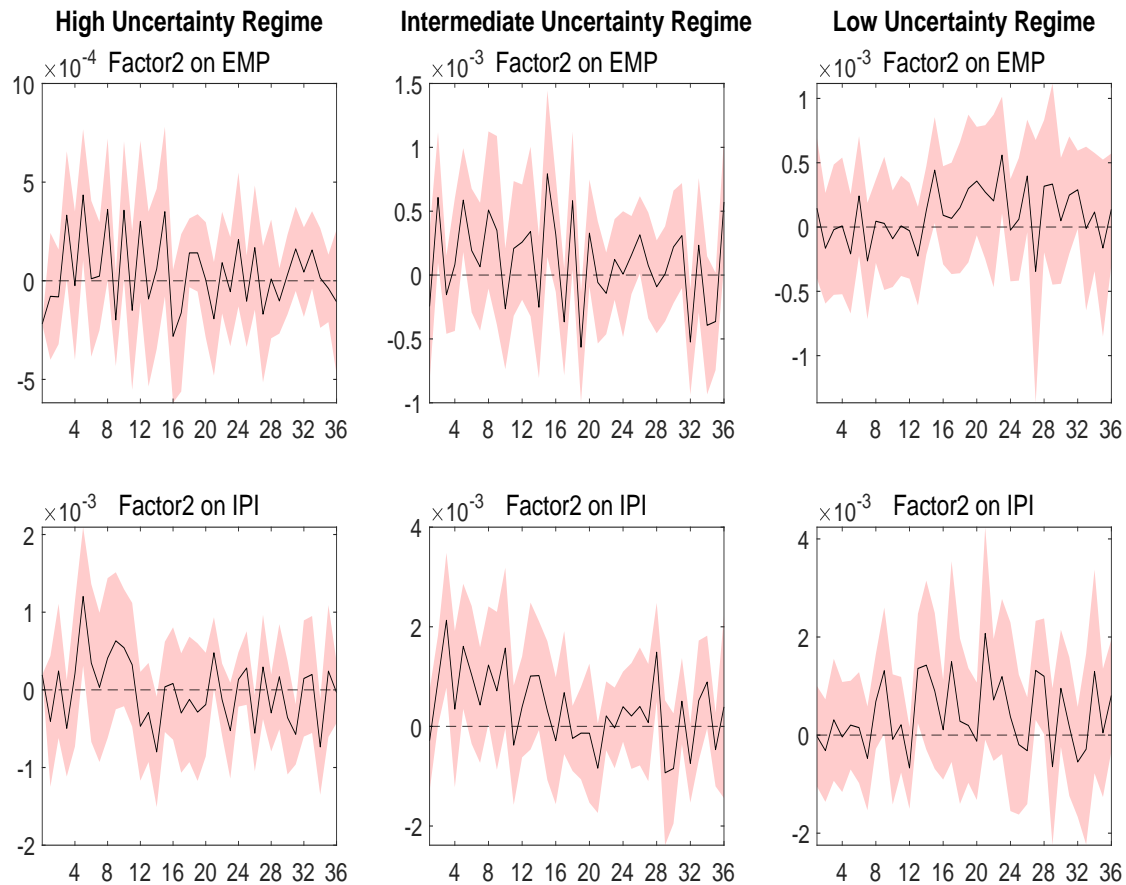 High Uncertainty Regime
Intermediate Uncertainty Regime
Low Uncertainty Regime
×10^-4 Factor2 on EMP
10
5
0
-5
4 8 12 16 20 24 28 32 36
×10^-3 Factor2 on EMP
1.5
1
0.5
0
-0.5
-1
4 8 12 16 20 24 28 32 36
×10^-3 Factor2 on EMP
1
0.5
0
-0.5
-1
4 8 12 16 20 24 28 32 36
×10^-3 Factor2 on IPI
2
1
0
-1
-2
4 8 12 16 20 24 28 32 36
×10^-3 Factor2 on IPI
4
2
0
-2
4 8 12 16 20 24 28 32 36
×10^-3 Factor2 on IPI
4
2
0
-2
4 8 12 16 20 24 28 32 36